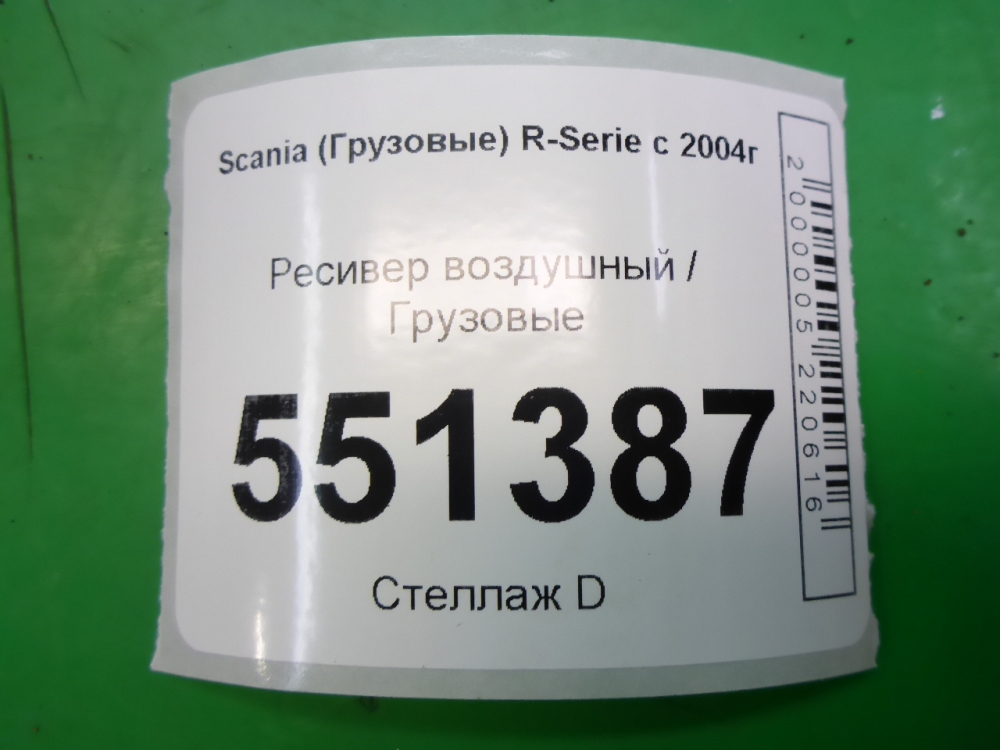 Scania (Грузовые) R-Serie с 2004г
Ресивер воздушный /
Грузовые
551387
Стеллаж D
2000005220616